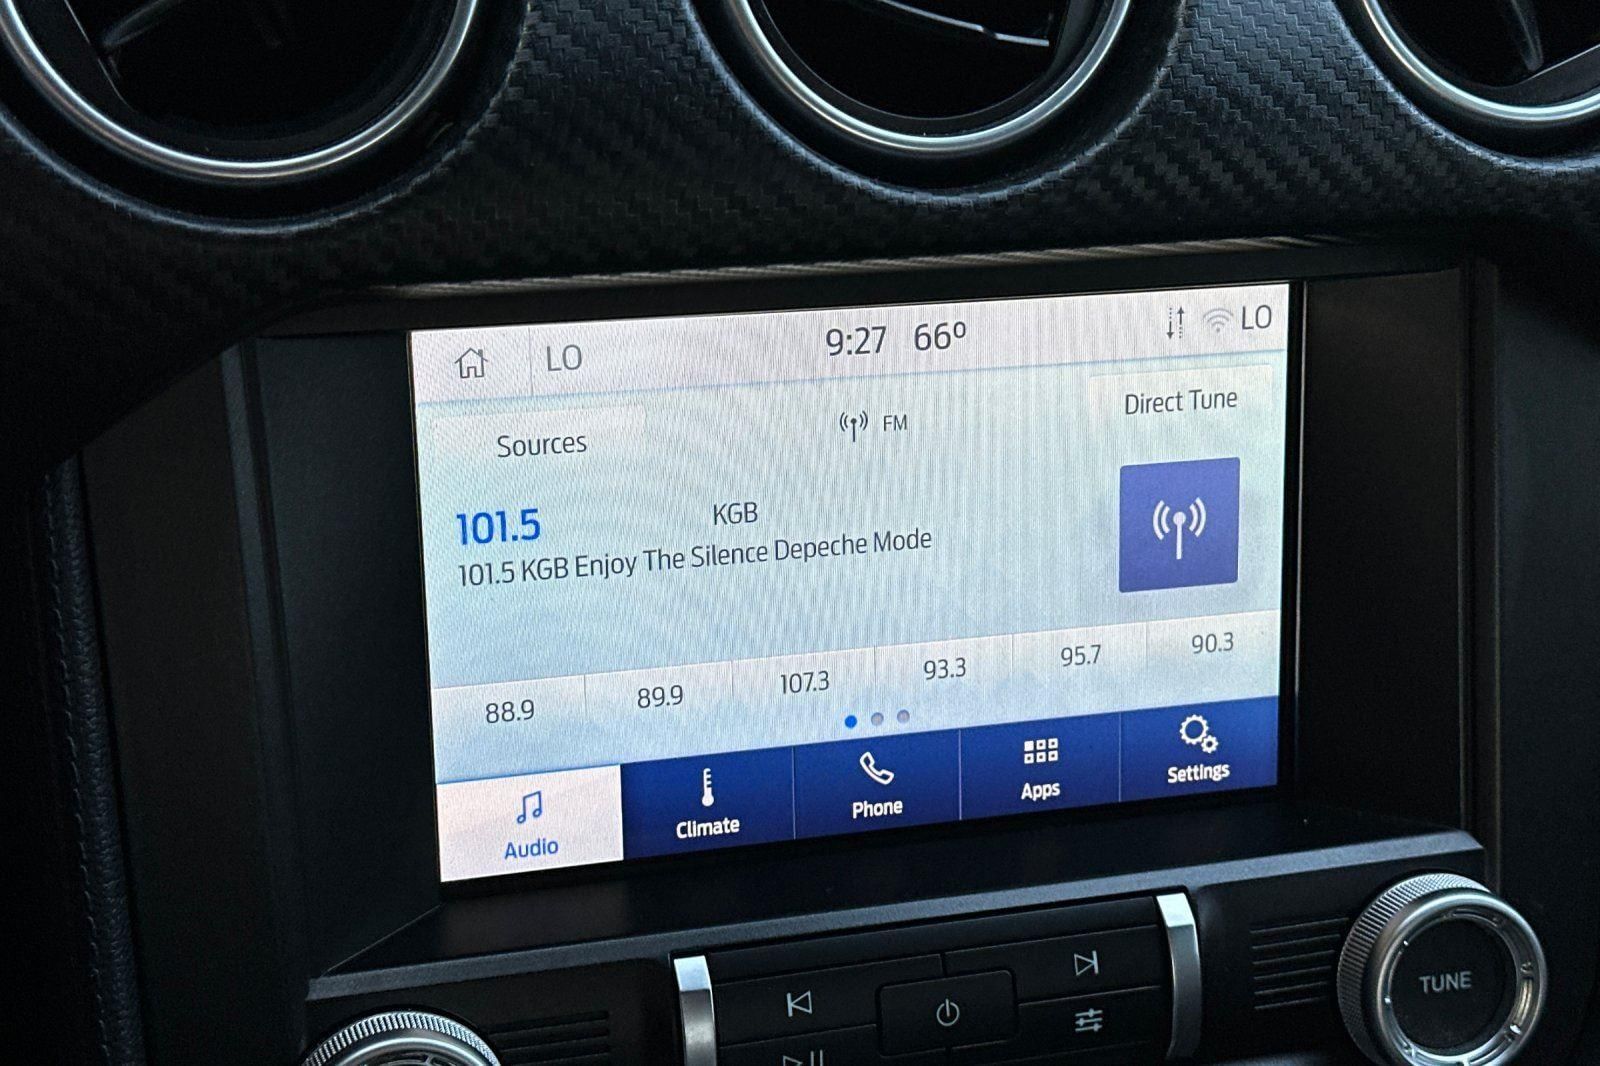 LO 9:27 66° LO
Sources FM Direct Tune
101.5 KGB
101.5 KGB Enjoy The Silence Depeche Mode
88.9 89.9 107.3 93.3 95.7 90.3
Audio Climate Phone Apps Settings
TUNE